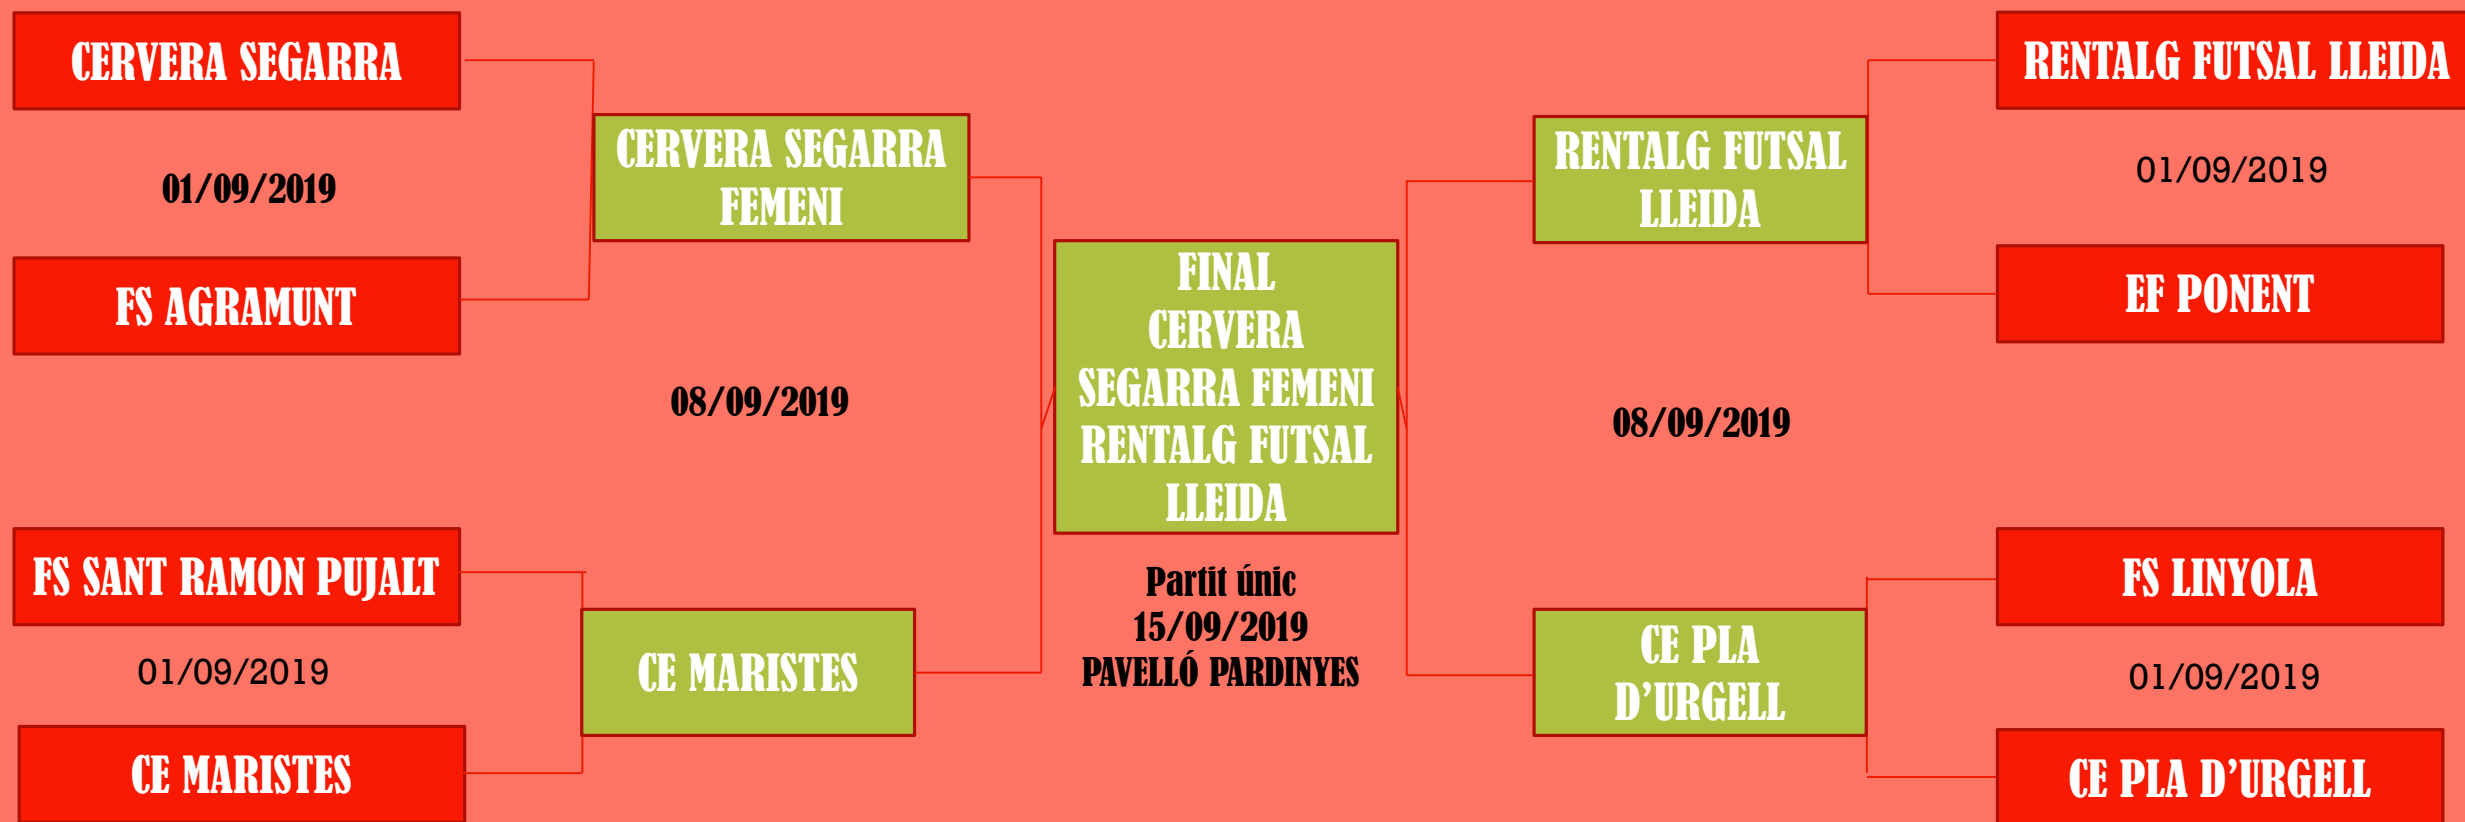 CERVERA SEGARRA
01/09/2019
FS AGRAMUNT
CERVERA SEGARRA
FEMENI
08/09/2019
FS SANT RAMON PUJALT
01/09/2019
CE MARISTES
CE MARISTES
FINAL
CERVERA
SEGARRA FEMENI
RENTALG FUTSAL
LLEIDA
Partit únic
15/09/2019
PAVELLÓ PARDINYES
RENTALG FUTSAL
LLEIDA
08/09/2019
CE PLA
D’URGELL
RENTALG FUTSAL LLEIDA
01/09/2019
EF PONENT
FS LINYOLA
01/09/2019
CE PLA D’URGELL